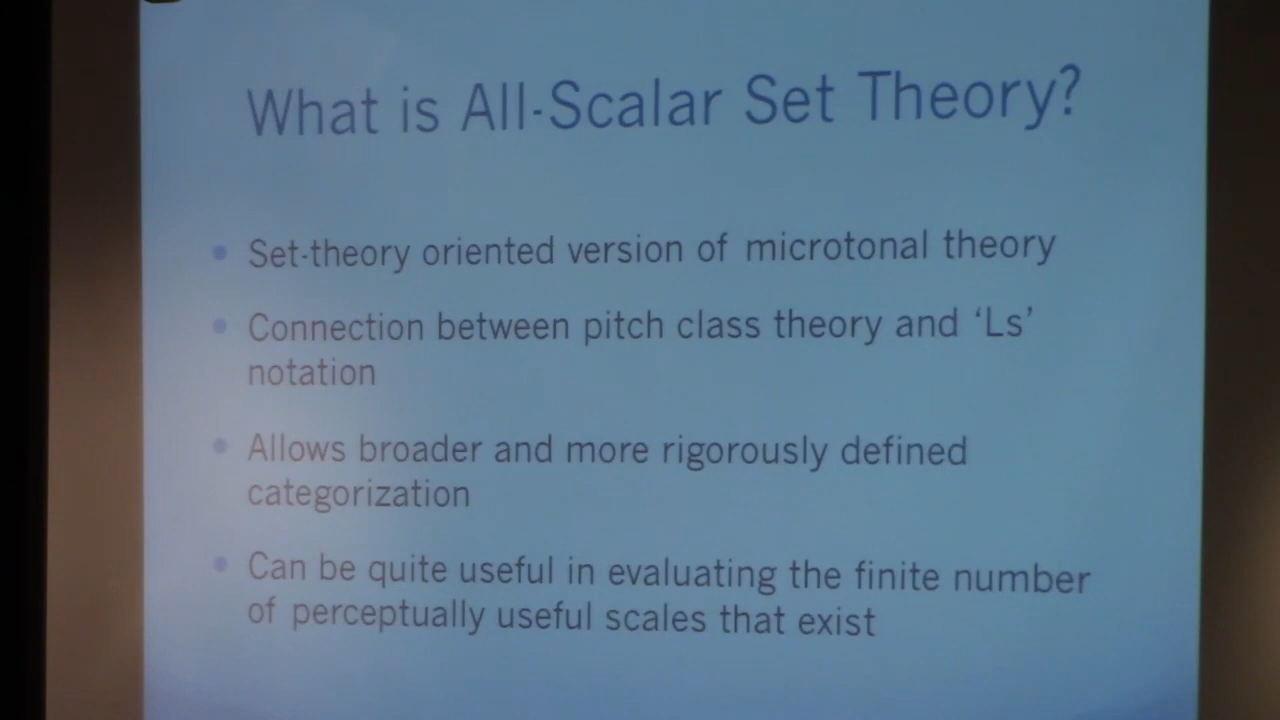 What is All-Scalar Set Theory?
• Set-theory oriented version of microtonal theory
• Connection between pitch class theory and ‘Ls’
notation
• Allows broader and more rigorously defined
categorization
• Can be quite useful in evaluating the finite number
of perceptually useful scales that exist